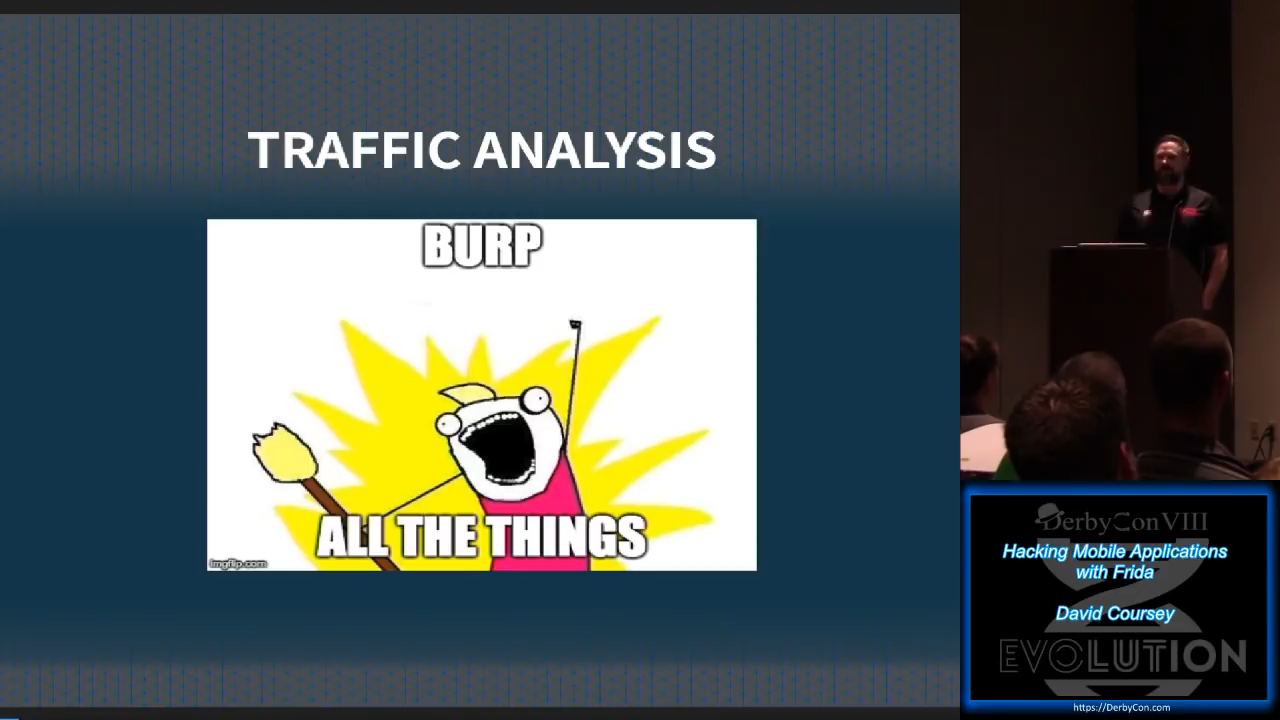 TRAFFIC ANALYSIS
BURP
ALL THE THINGS
imgflip.com
DerbyCon VIII
Hacking Mobile Applications
with Frida
David Coursey
EVOLUTION
https://DerbyCon.com